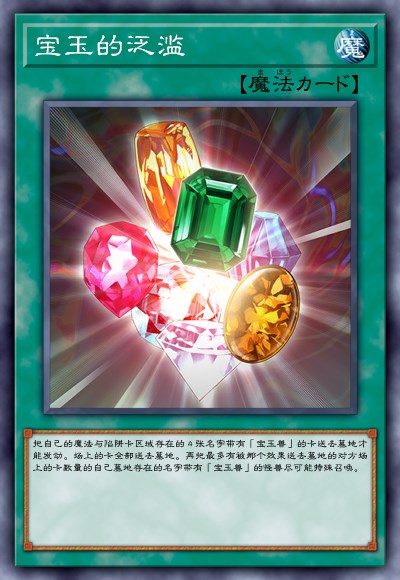 宝玉的泛滥
魔
【魔法カード】
ま ほう
把自己的魔法与陷阱卡区域存在的４张名字带有「宝玉兽」的卡送去墓地才
能发动。场上的卡全部送去墓地。再把最多有被那个效果送去墓地的对方场
上的卡数量的自己墓地存在的名字带有「宝玉兽」的怪兽尽可能特殊召唤。